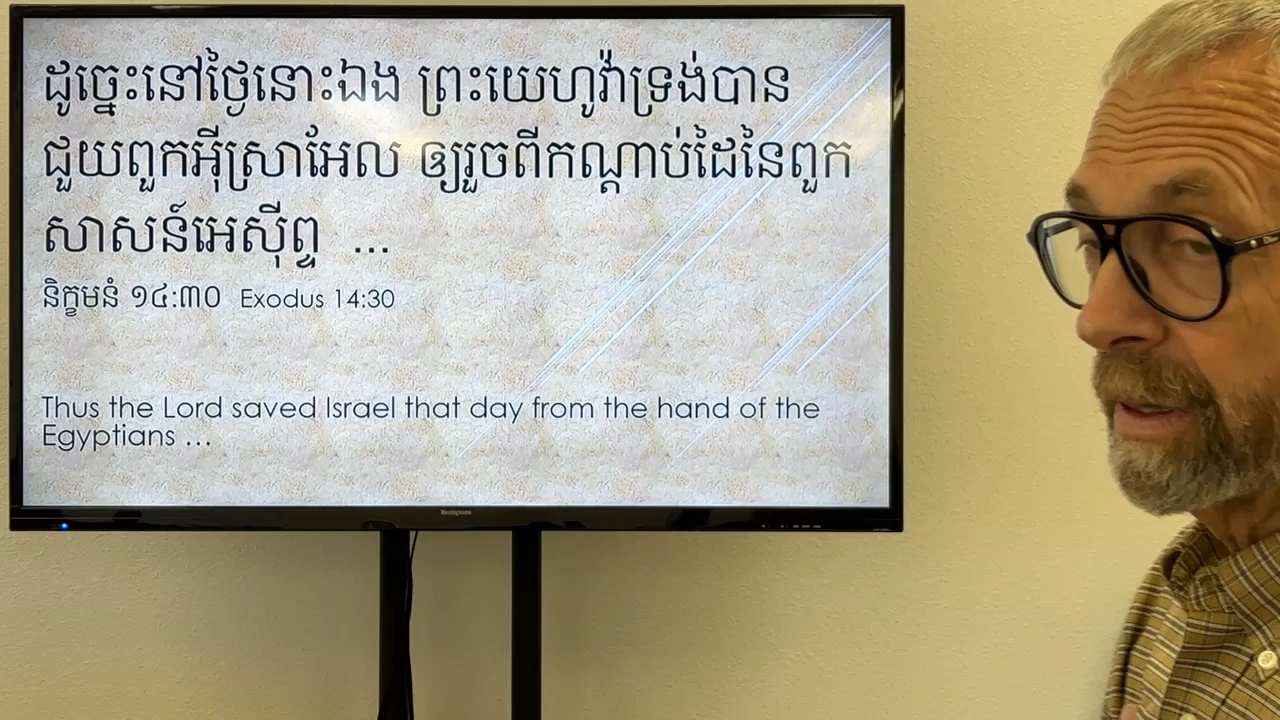 ដូច្នេះនៅថ្ងៃនោះឯង ព្រះយេហូវ៉ាទ្រង់បាន
ជួយពួកអ៊ីស្រាអែល ឲ្យរួចពីកណ្តាប់ដៃនៃពួក
សាសន៍អេស៊ីព្ទ ...
និក្ខមនំ ១៤:៣០ Exodus 14:30
Thus the Lord saved Israel that day from the hand of the
Egyptians ...
Westinghouse